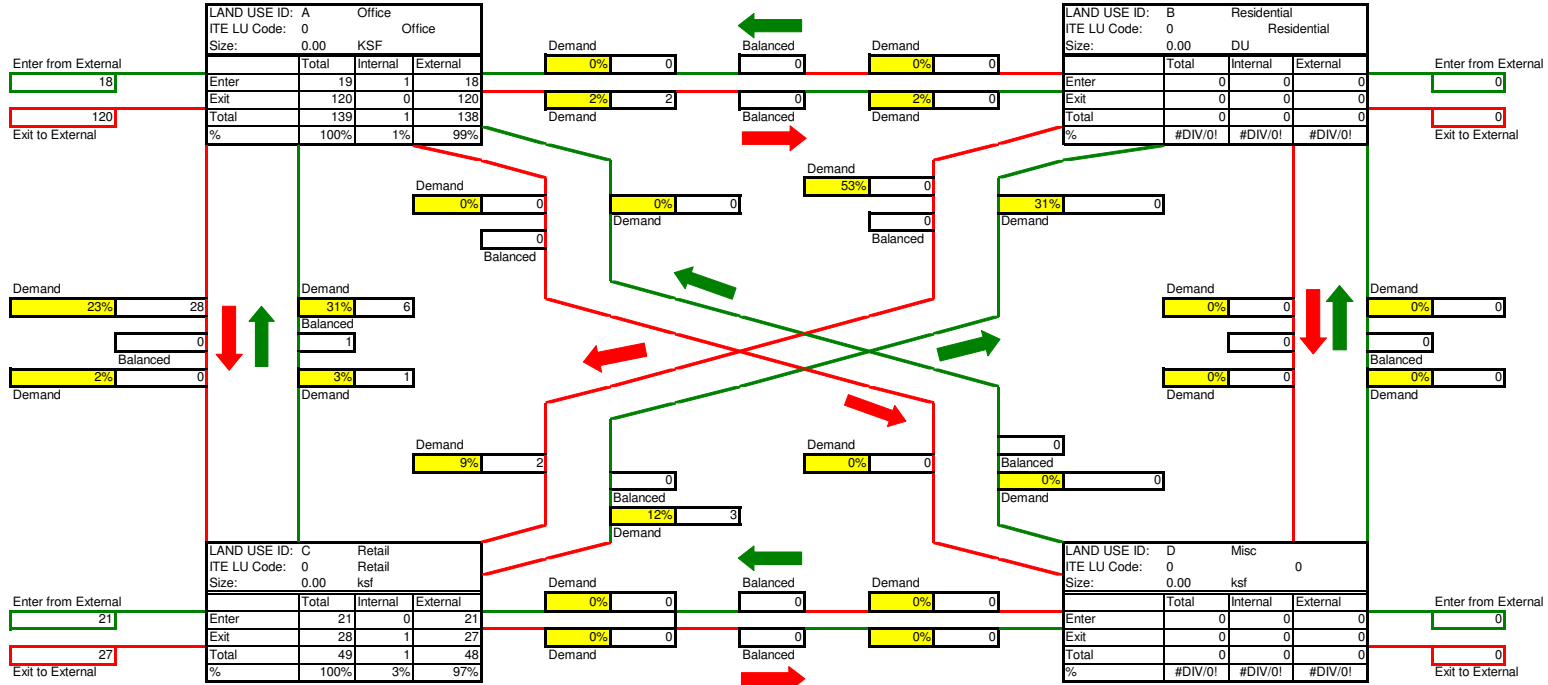 LAND USE ID: A Office
ITE LU Code: 0 Office
Size: 0.00 KSF
Total Internal External
Enter 19 1 18
Exit 120 0 120
Total 139 1 138
% 100% 1% 99%
Enter from External
18
120
Exit to External
Demand Balanced Demand
0% 0 0 0% 0
2% 2 0 2% 0
Demand Balanced Demand
LAND USE ID: B Residential
ITE LU Code: 0 Residential
Size: 0.00 DU
Total Internal External
Enter 0 0 0
Exit 0 0 0
Total 0 0 0
% #DIV/0! #DIV/0! #DIV/0!
Enter from External
0
0
Exit to External
Demand
0% 0
0
Balanced
0% 0
Demand
Demand
53% 0
0
Balanced
31% 0
Demand
Demand
23% 28
0
Balanced
2% 0
Demand
Demand
31% 6
Balanced
1
3% 1
Demand
Demand
0% 0
0
0% 0
Demand
Demand
0% 0
0
Balanced
0% 0
Demand
Demand
9% 2
0
Balanced
12% 3
Demand
Demand
0% 0
0
Balanced
0% 0
Demand
LAND USE ID: C Retail
ITE LU Code: 0 Retail
Size: 0.00 ksf
Total Internal External
Enter 21 0 21
Exit 28 1 27
Total 49 1 48
% 100% 3% 97%
Enter from External
21
27
Exit to External
Demand Balanced Demand
0% 0 0 0% 0
0% 0 0 0% 0
Demand Balanced Demand
LAND USE ID: D Misc
ITE LU Code: 0 0
Size: 0.00 ksf
Total Internal External
Enter 0 0 0
Exit 0 0 0
Total 0 0 0
% #DIV/0! #DIV/0! #DIV/0!
Enter from External
0
0
Exit to External